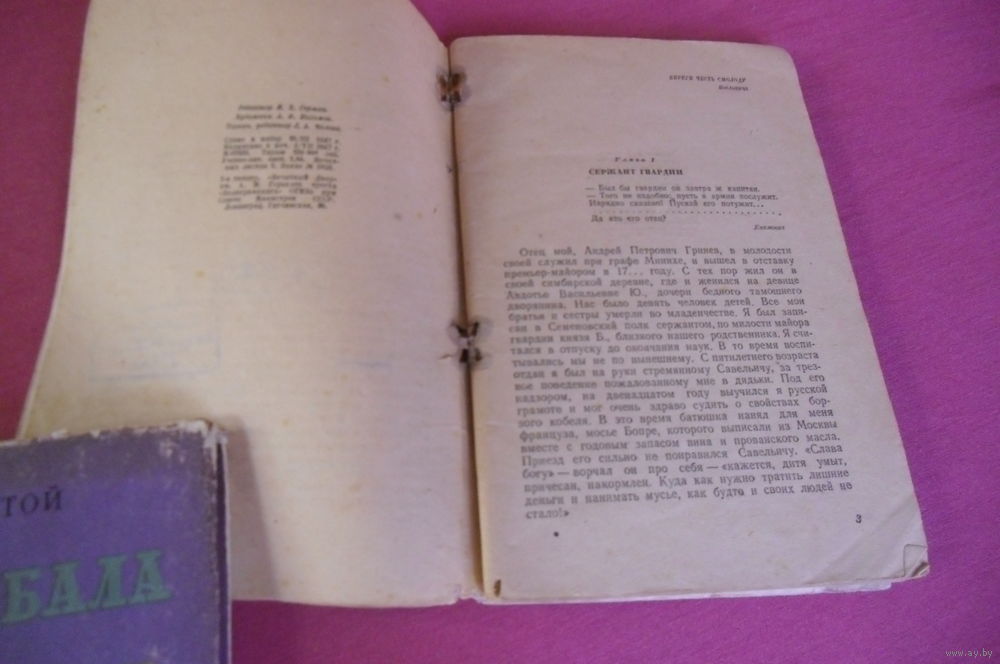 БЕРЕГИ ЧЕСТЬ СМОЛОДУ
Пословица
Глава I
СЕРЖАНТ ГВАРДИИ
— Был бы гвардии он завтра ж капитан.
— Того не надобно; пусть в армии послужит.
Изрядно сказано! Пускай его потужит...
Да кто его отец?
Княжнин
Отец мой, Андрей Петрович Гринев, в молодости
своей служил при графе Минихе, и вышел в отставку
премьер-майором в 17... году. С тех пор жил он в
своей симбирской деревне, где и женился на девице
Авдотье Васильевне Ю., дочери бедного тамошнего
дворянина. Нас было девять человек детей. Все мои
братья и сестры умерли во младенчестве. Я был запи-
сан в Семеновский полк сержантом, по милости майора
гвардии князя Б., близкого нашего родственника. Я счи-
тался в отпуску до окончания наук. В то время воспи-
тывались мы не по нынешнему. С пятилетнего возраста
отдан я был на руки стремянному Савельичу, за трез-
вое поведение пожалованному мне в дядьки. Под его
надзором, на двенадцатом году выучился я русской
грамоте и мог очень здраво судить о свойствах бор-
зого кобеля. В это время батюшка нанял для меня
француза, мосье Бопре, которого выписали из Москвы
вместе с годовым запасом вина и прованского масла.
Приезд его сильно не понравился Савельичу. «Слава
богу» — ворчал он про себя — «кажется, дитя умыт,
причесан, накормлен. Куда как нужно тратить лишние
деньги и нанимать мусье, как будто и своих людей не
стало!»
3
ТОЙ
БАЛА
www.ay.by